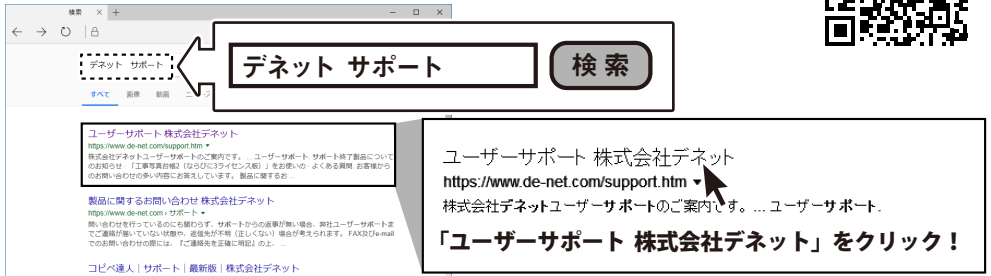 検索
デネット サポート
デネット サポート
検索
すべて 画像 動画
ユーザーサポート 株式会社デネット
https://www.de-net.com/support.htm
株式会社デネットユーザーサポートのご案内です。 ... ユーザーサポート. サポート終了製品について
のお知らせ · 「工事写真台帳2（ならびに3ライセンス版）」をお使いの · よくある質問. お客様から
のお問い合わせの多い内容にお答えしています。 製品に関するお ...
製品に関するお問い合わせ 株式会社デネット
https://www.de-net.com › サポート
問い合わせを行っているのにも関わらず、サポートからの返事が無い場合、弊社ユーザーサポートま
でご連絡が届いていない状態や、返信先が不明（正しくない）場合が考えられます。 FAX及びe-mail
でのお問い合わせの際には、『ご連絡先を正確に明記』の上、 ...
コピペ達人｜サポート｜最新版｜株式会社デネット
ユーザーサポート 株式会社デネット
https://www.de-net.com/support.htm
株式会社デネットユーザーサポートのご案内です。 ... ユーザーサポート.
「ユーザーサポート 株式会社デネット」をクリック！